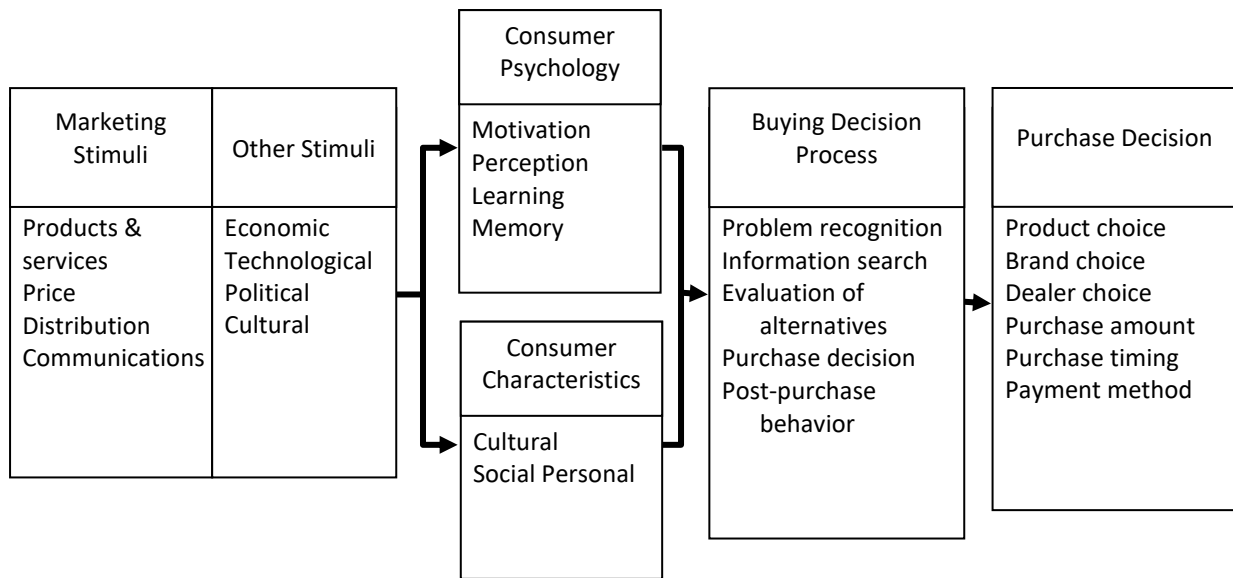 Marketing
Stimuli
Products &
services
Price
Distribution
Communications
Other Stimuli
Economic
Technological
Political
Cultural
Consumer
Psychology
Motivation
Perception
Learning
Memory
Consumer
Characteristics
Cultural
Social Personal
Buying Decision
Process
Problem recognition
Information search
Evaluation of
alternatives
Purchase decision
Post-purchase
behavior
Purchase Decision
Product choice
Brand choice
Dealer choice
Purchase amount
Purchase timing
Payment method